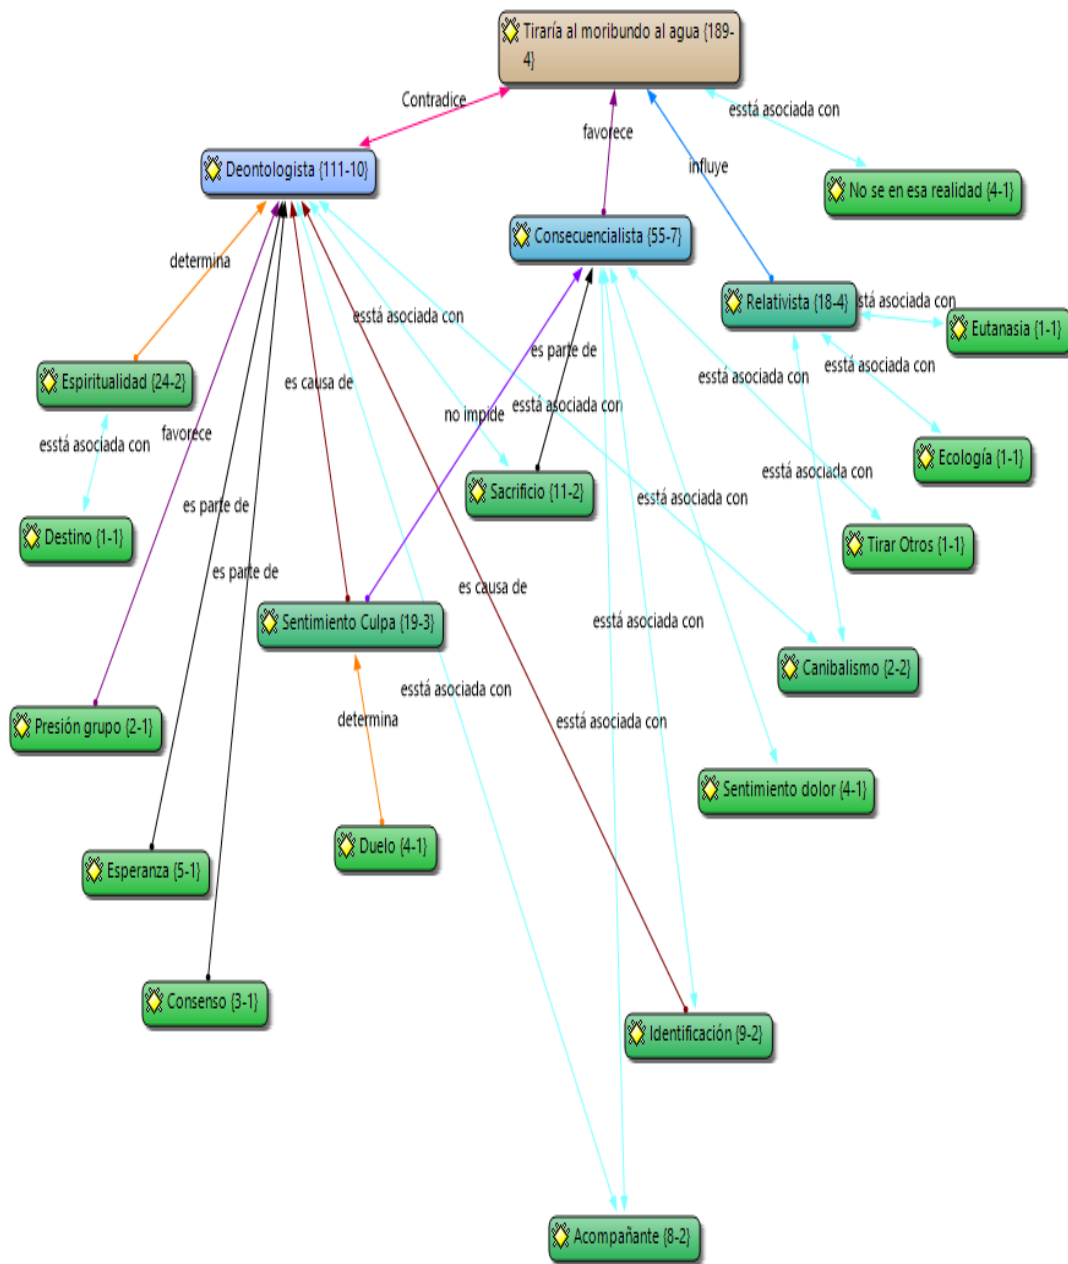 Tiraría al moribundo al agua {189-
4}
Contradice
favorece
esstá asociada con
influye
Deontologista {111-10}
No se en esa realidad {4-1}
Consecuencialista {55-7}
determina
Relativista {18-4}
stá asociada con
Eutanasia {1-1}
esstá asociada con
es parte de
esstá asociada con
esstá asociada con
Espiritualidad {24-2}
es causa de
no impide
esstá asociada con
esstá asociada con
favorece
Ecología {1-1}
esstá asociada con
Sacrificio {11-2}
esstá asociada con
es parte de
Destino {1-1}
Tirar Otros {1-1}
es parte de
es causa de
Sentimiento Culpa {19-3}
esstá asociada con
Canibalismo {2-2}
esstá asociada con
Presión grupo {2-1}
determina
esstá asociada con
Sentimiento dolor {4-1}
Duelo {4-1}
Esperanza {5-1}
Consenso {3-1}
Identificación {9-2}
Acompañante {8-2}